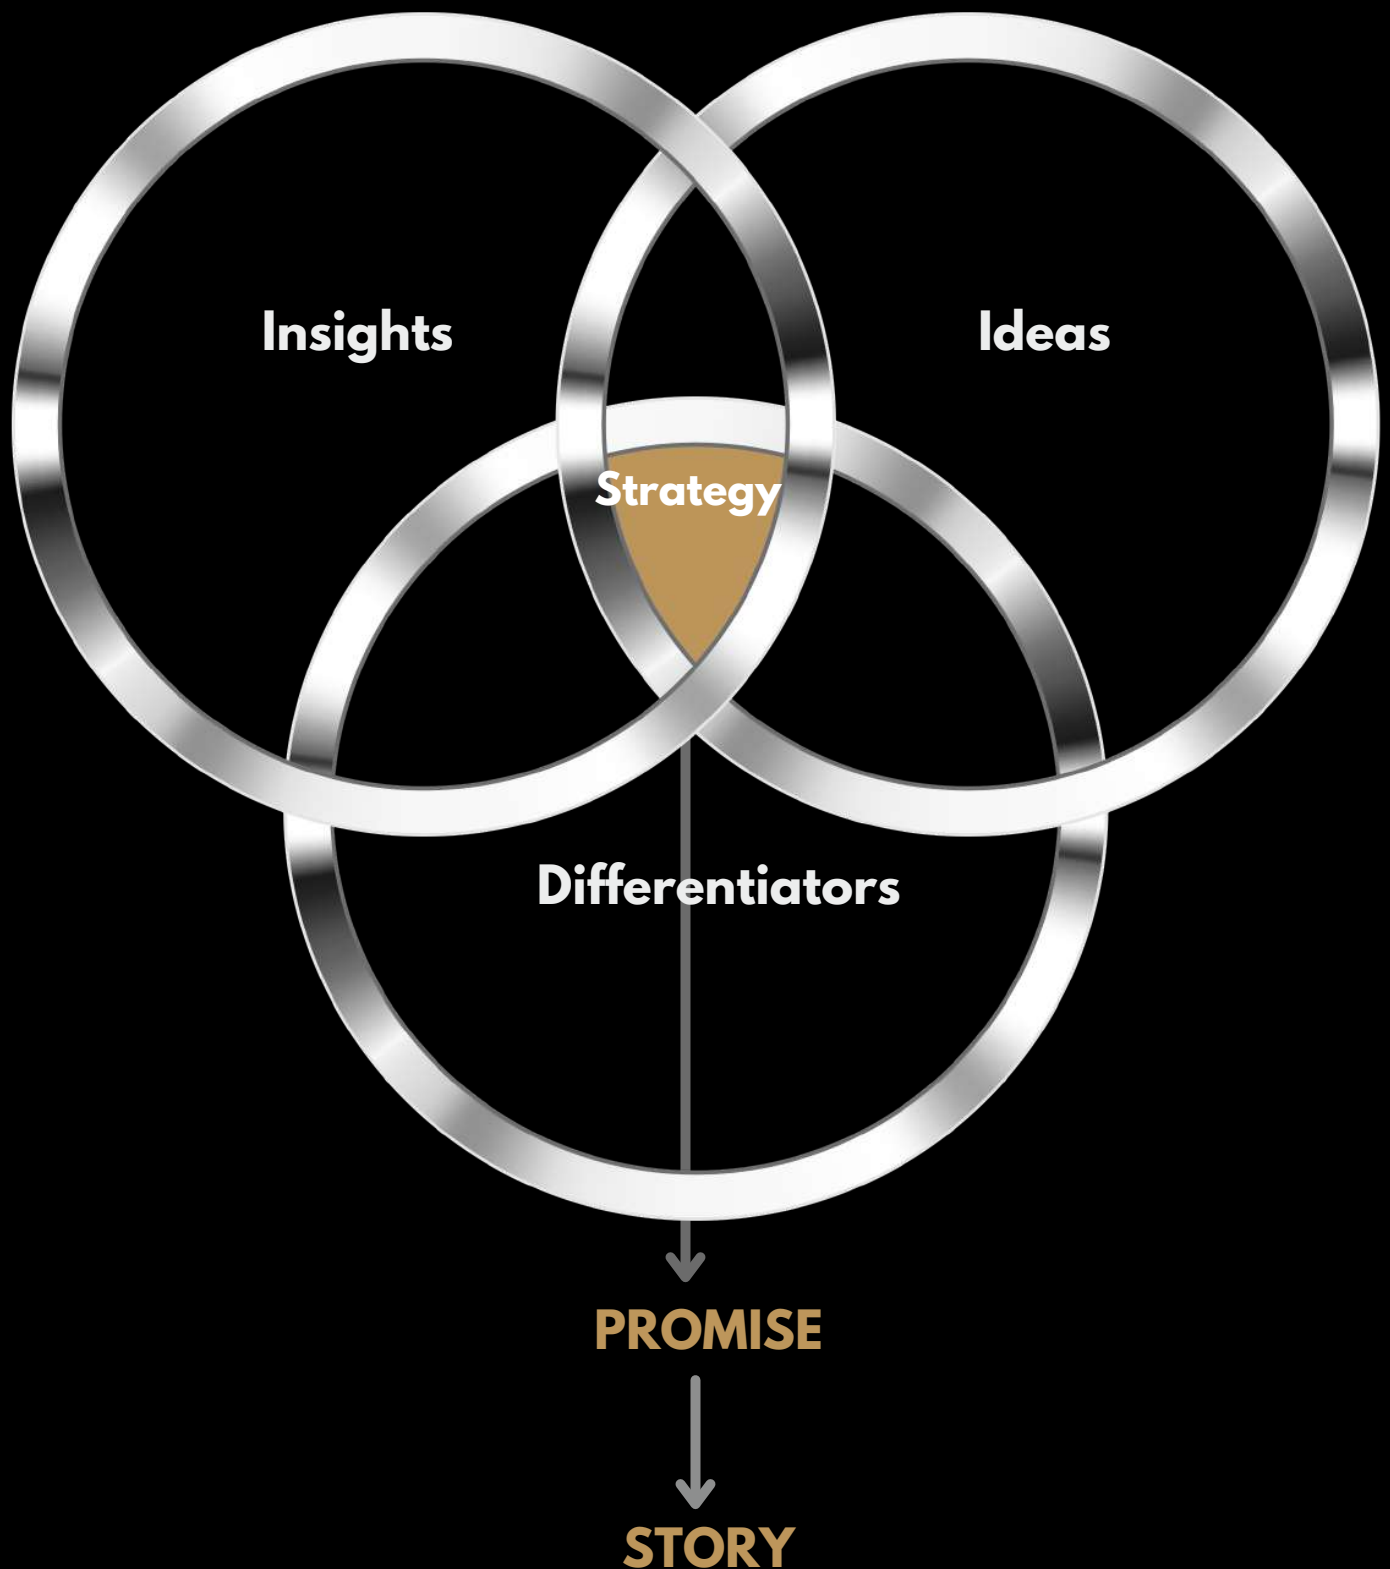 Insights
Ideas
Strategy
Differentiators
PROMISE
STORY